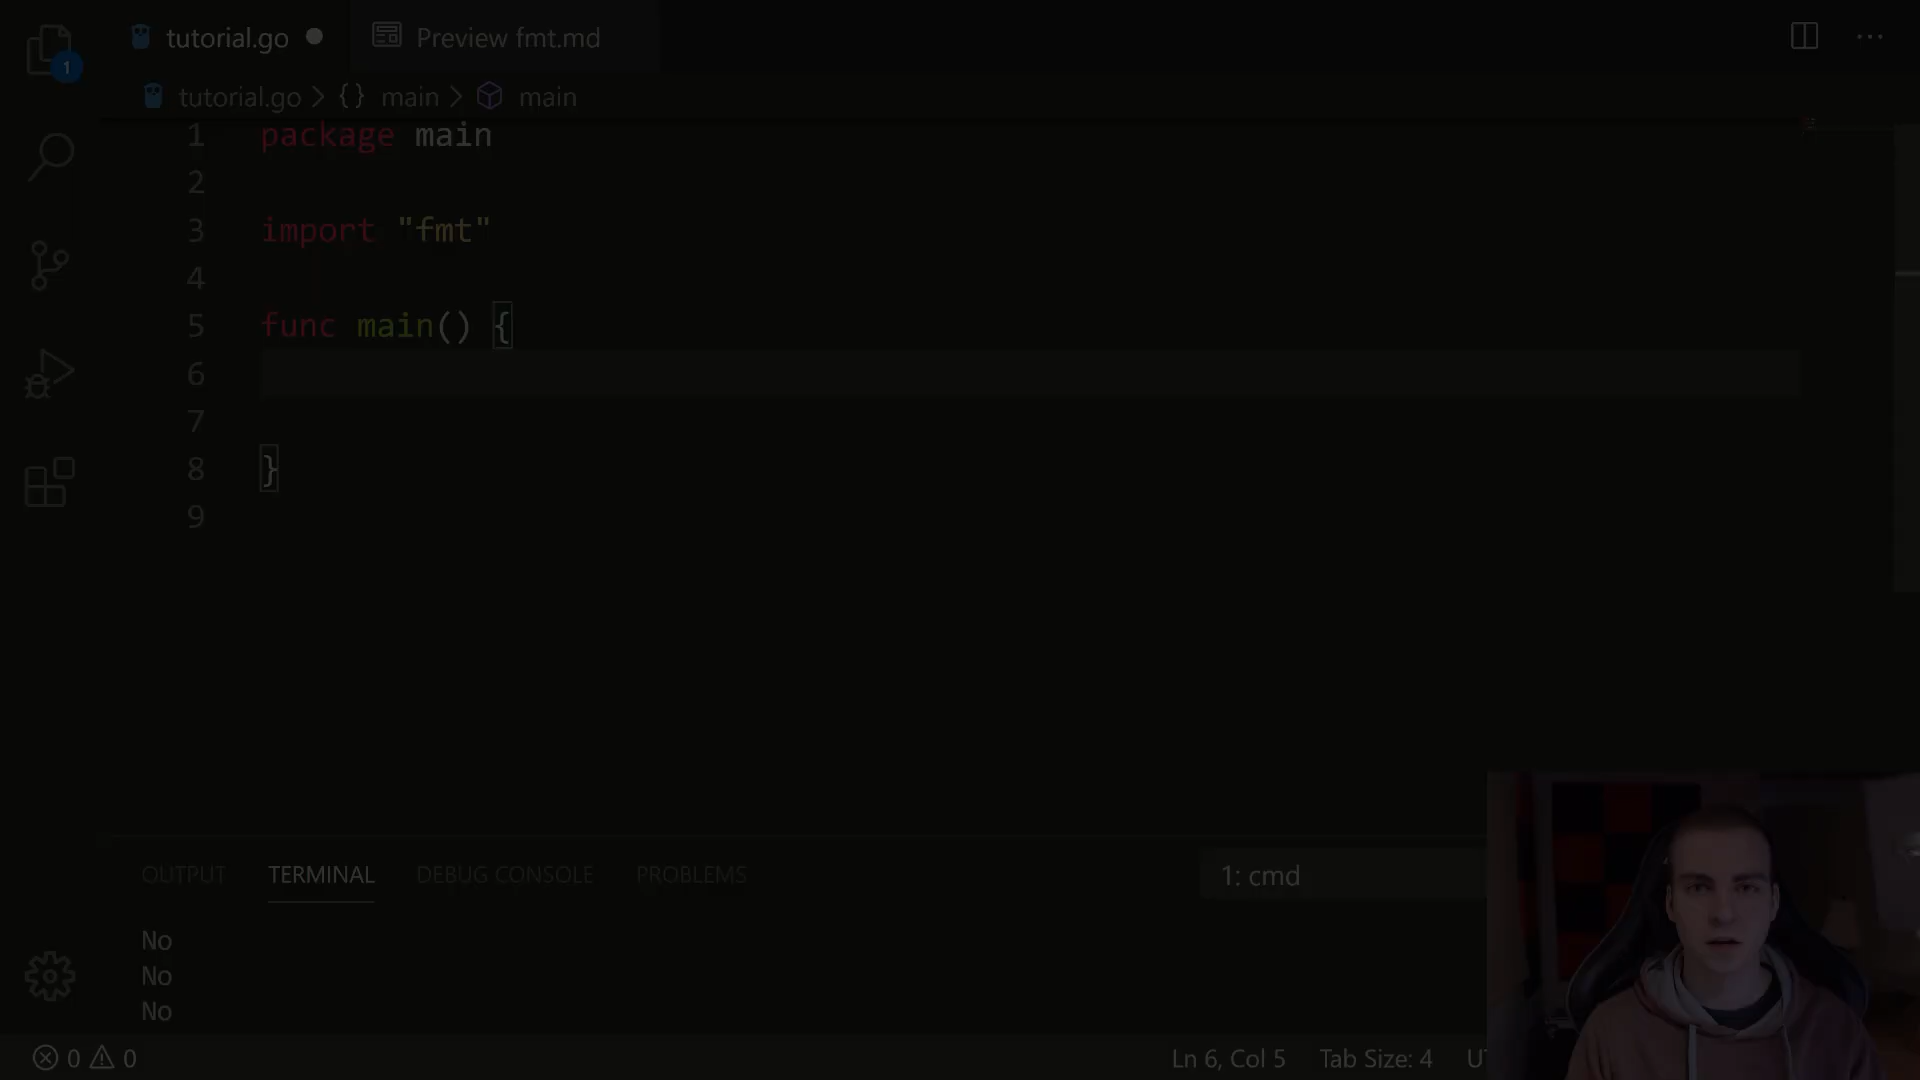 tutorial.go
Preview fmt.md
1
tutorial.go > {} main > main
1 package main
2
3 import "fmt"
4
5 func main() {
6
7
8 }
9
OUTPUT TERMINAL DEBUG CONSOLE PROBLEMS
1: cmd
No
No
No
0 0
Ln 6, Col 5 Tab Size: 4